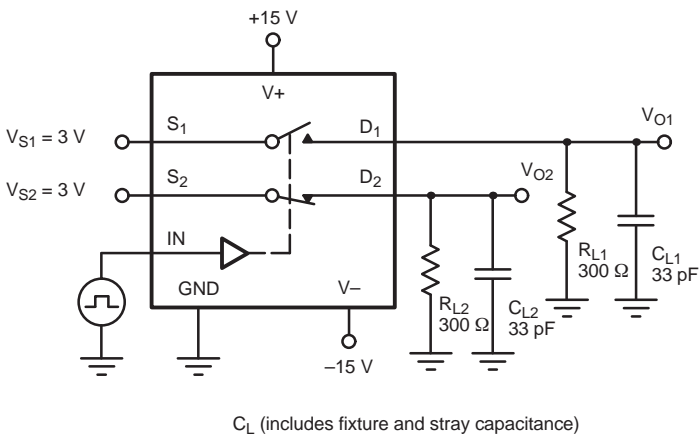 +15 V
V+
VS1 = 3 V
S1
D1
VO1
VS2 = 3 V
S2
D2
VO2
IN
GND
V–
–15 V
RL2
300 Ω
CL2
33 pF
RL1
300 Ω
CL1
33 pF
CL (includes fixture and stray capacitance)